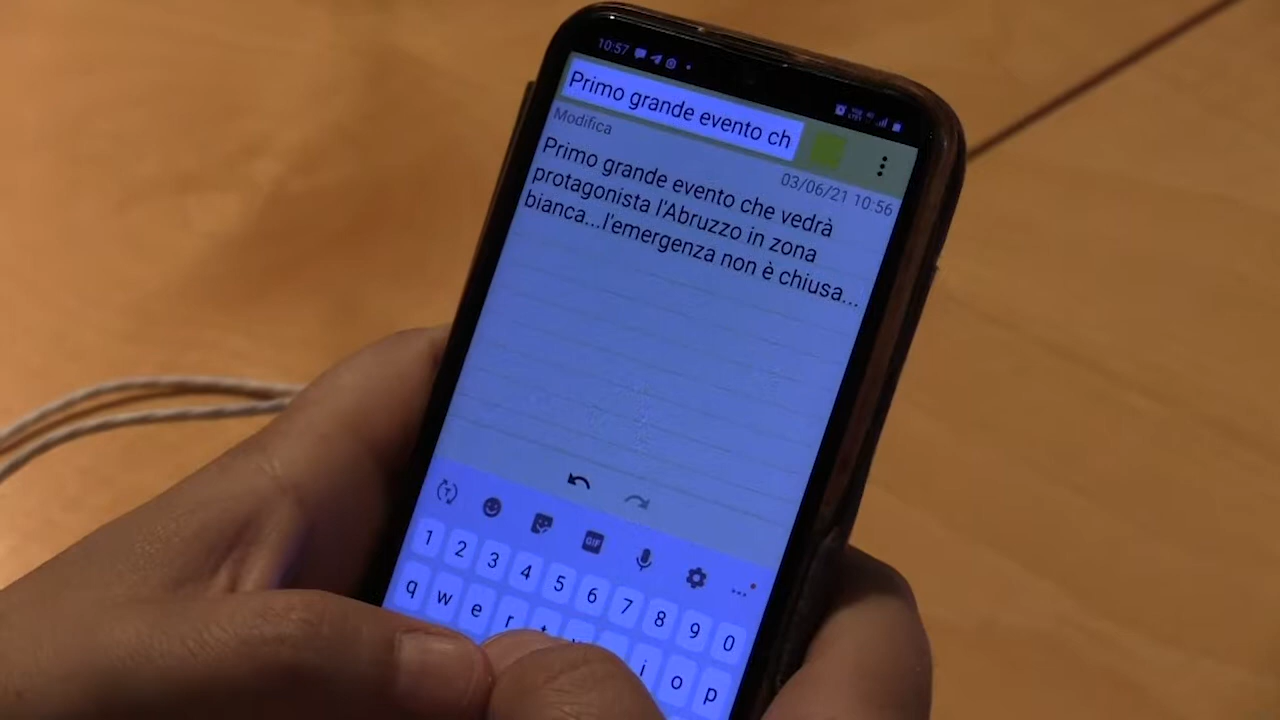 10:57
Primo grande evento ch
Modifica
03/06/21 10:56
Primo grande evento che vedrà
protagonista l'Abruzzo in zona
bianca...l'emergenza non è chiusa...
GIF
1 2 3 4 5 6 7 8 9 0
q w e r t i o p